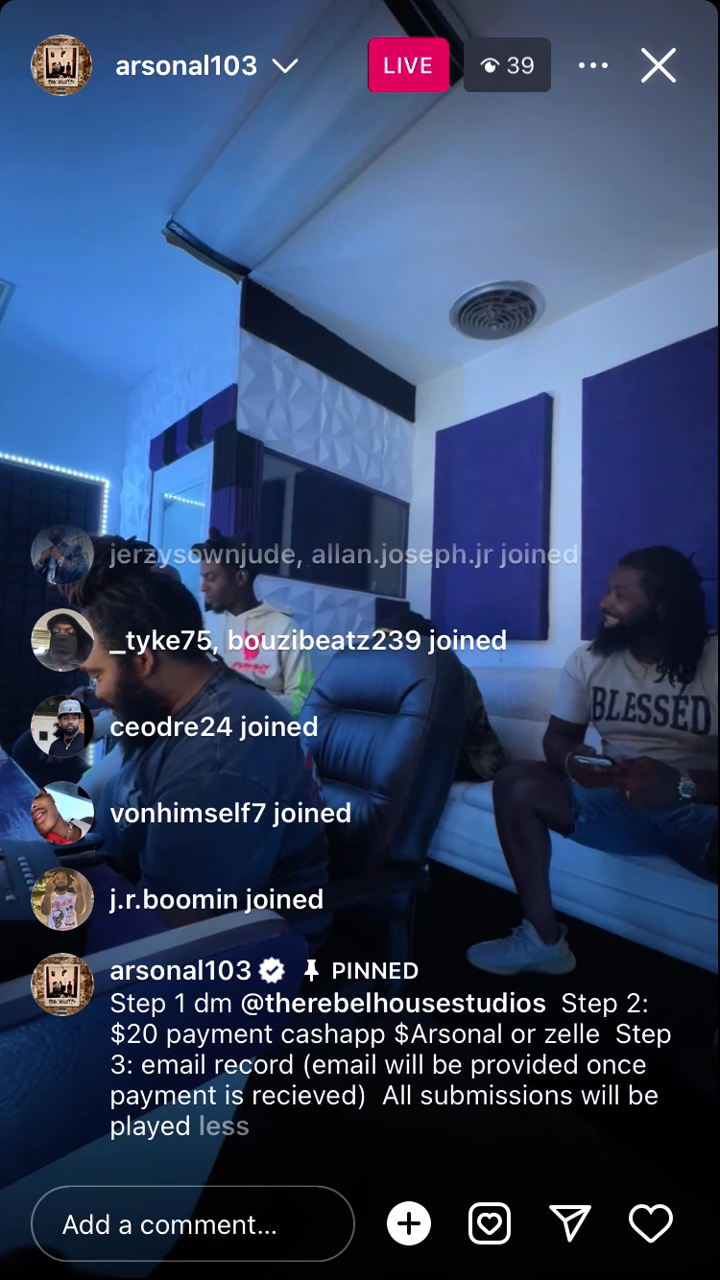 arsonal103
LIVE
39
jerzysownjude, allan.joseph.jr joined
_tyke75, bouzibeatz239 joined
ceodre24 joined
vonhimself7 joined
j.r.boomin joined
BLESSED
arsonal103 PINNED
Step 1 dm @therebelhousestudios Step 2:
$20 payment cashapp $Arsonal or zelle Step
3: email record (email will be provided once
payment is recieved) All submissions will be
played less
Add a comment...